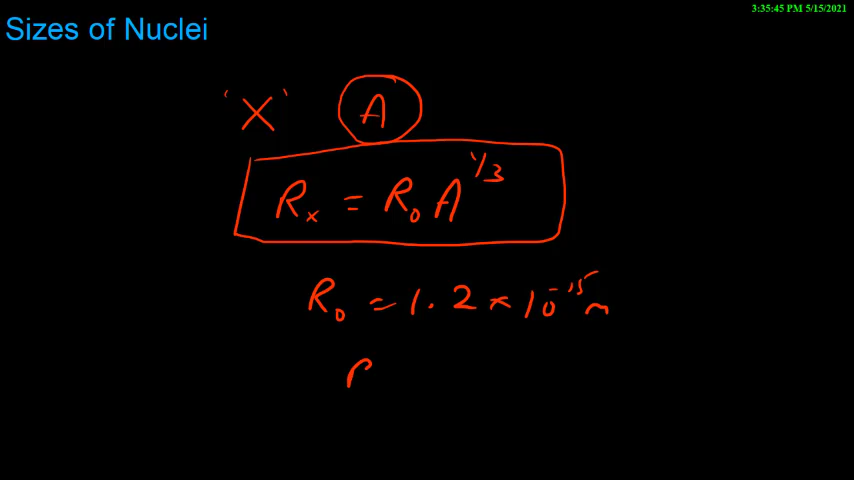 3:35:45 PM 5/15/2021
Sizes of Nuclei
'X' A
Rₓ = R₀ A^1/3
R₀ = 1.2 × 10^-15 m